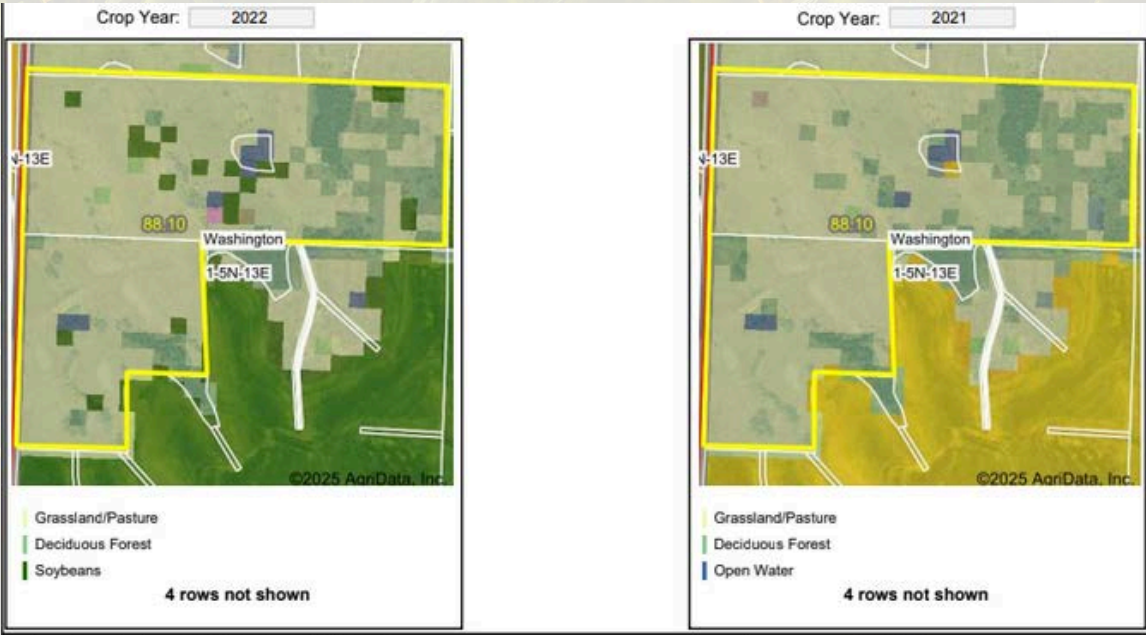 Crop Year: 2022
N-13E
88.10
Washington
1-5N-13E
©2025 AgriData, Inc.
Grassland/Pasture
Deciduous Forest
Soybeans
4 rows not shown
Crop Year: 2021
N-13E
88.10
Washington
1-5N-13E
©2025 AgriData, Inc.
Grassland/Pasture
Deciduous Forest
Open Water
4 rows not shown